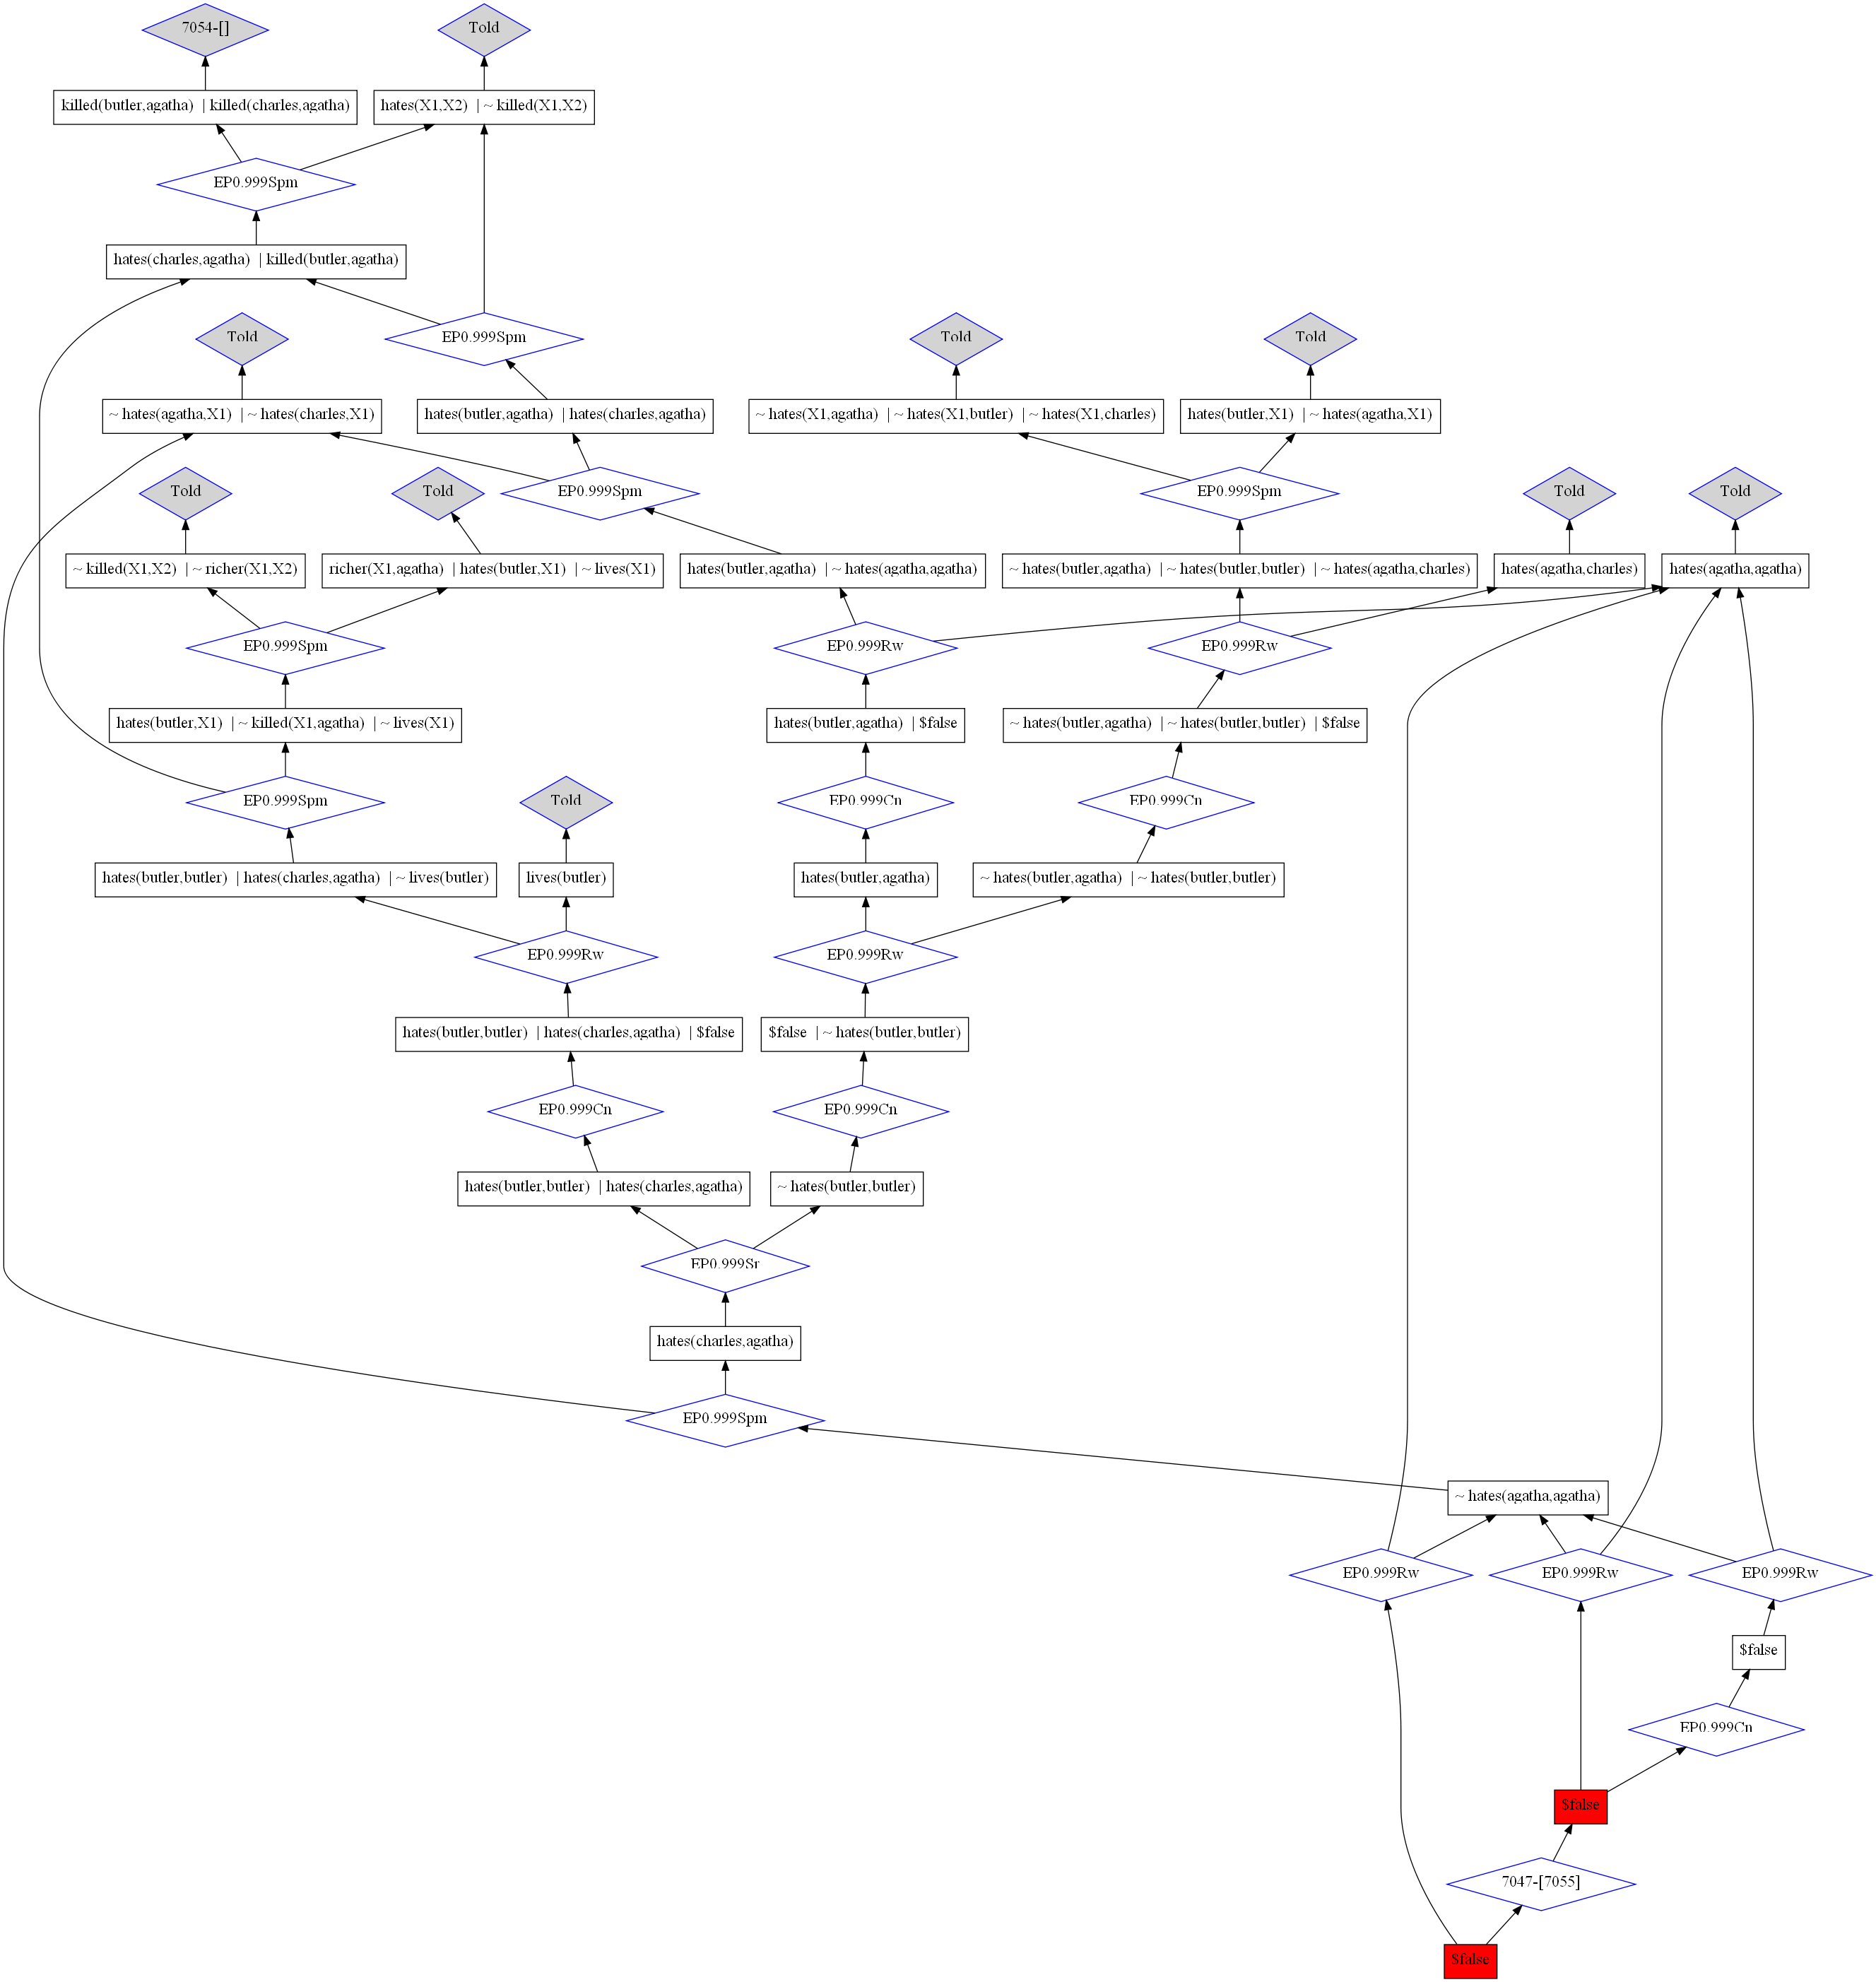 7054-[]
Told
killed(butler,agatha) | killed(charles,agatha)
hates(X1,X2) | ~ killed(X1,X2)
EP0.999Spm
hates(charles,agatha) | killed(butler,agatha)
Told
EP0.999Spm
Told
Told
~ hates(agatha,X1) | ~ hates(charles,X1)
hates(butler,agatha) | hates(charles,agatha)
~ hates(X1,agatha) | ~ hates(X1,butler) | ~ hates(X1,charles)
hates(butler,X1) | ~ hates(agatha,X1)
Told
Told
EP0.999Spm
EP0.999Spm
Told
Told
~ killed(X1,X2) | ~ richer(X1,X2)
richer(X1,agatha) | hates(butler,X1) | ~ lives(X1)
hates(butler,agatha) | ~ hates(agatha,agatha)
~ hates(butler,agatha) | ~ hates(butler,butler) | ~ hates(agatha,charles)
hates(agatha,charles)
hates(agatha,agatha)
EP0.999Spm
EP0.999Rw
EP0.999Rw
hates(butler,X1) | ~ killed(X1,agatha) | ~ lives(X1)
hates(butler,agatha) | $false
~ hates(butler,agatha) | ~ hates(butler,butler) | $false
EP0.999Spm
Told
EP0.999Cn
EP0.999Cn
hates(butler,butler) | hates(charles,agatha) | ~ lives(butler)
lives(butler)
hates(butler,agatha)
~ hates(butler,agatha) | ~ hates(butler,butler)
EP0.999Rw
EP0.999Rw
hates(butler,butler) | hates(charles,agatha) | $false
$false | ~ hates(butler,butler)
EP0.999Cn
EP0.999Cn
hates(butler,butler) | hates(charles,agatha)
~ hates(butler,butler)
EP0.999Sr
hates(charles,agatha)
EP0.999Spm
~ hates(agatha,agatha)
EP0.999Rw
EP0.999Rw
EP0.999Rw
$false
EP0.999Cn
$false
7047-[7055]
$false